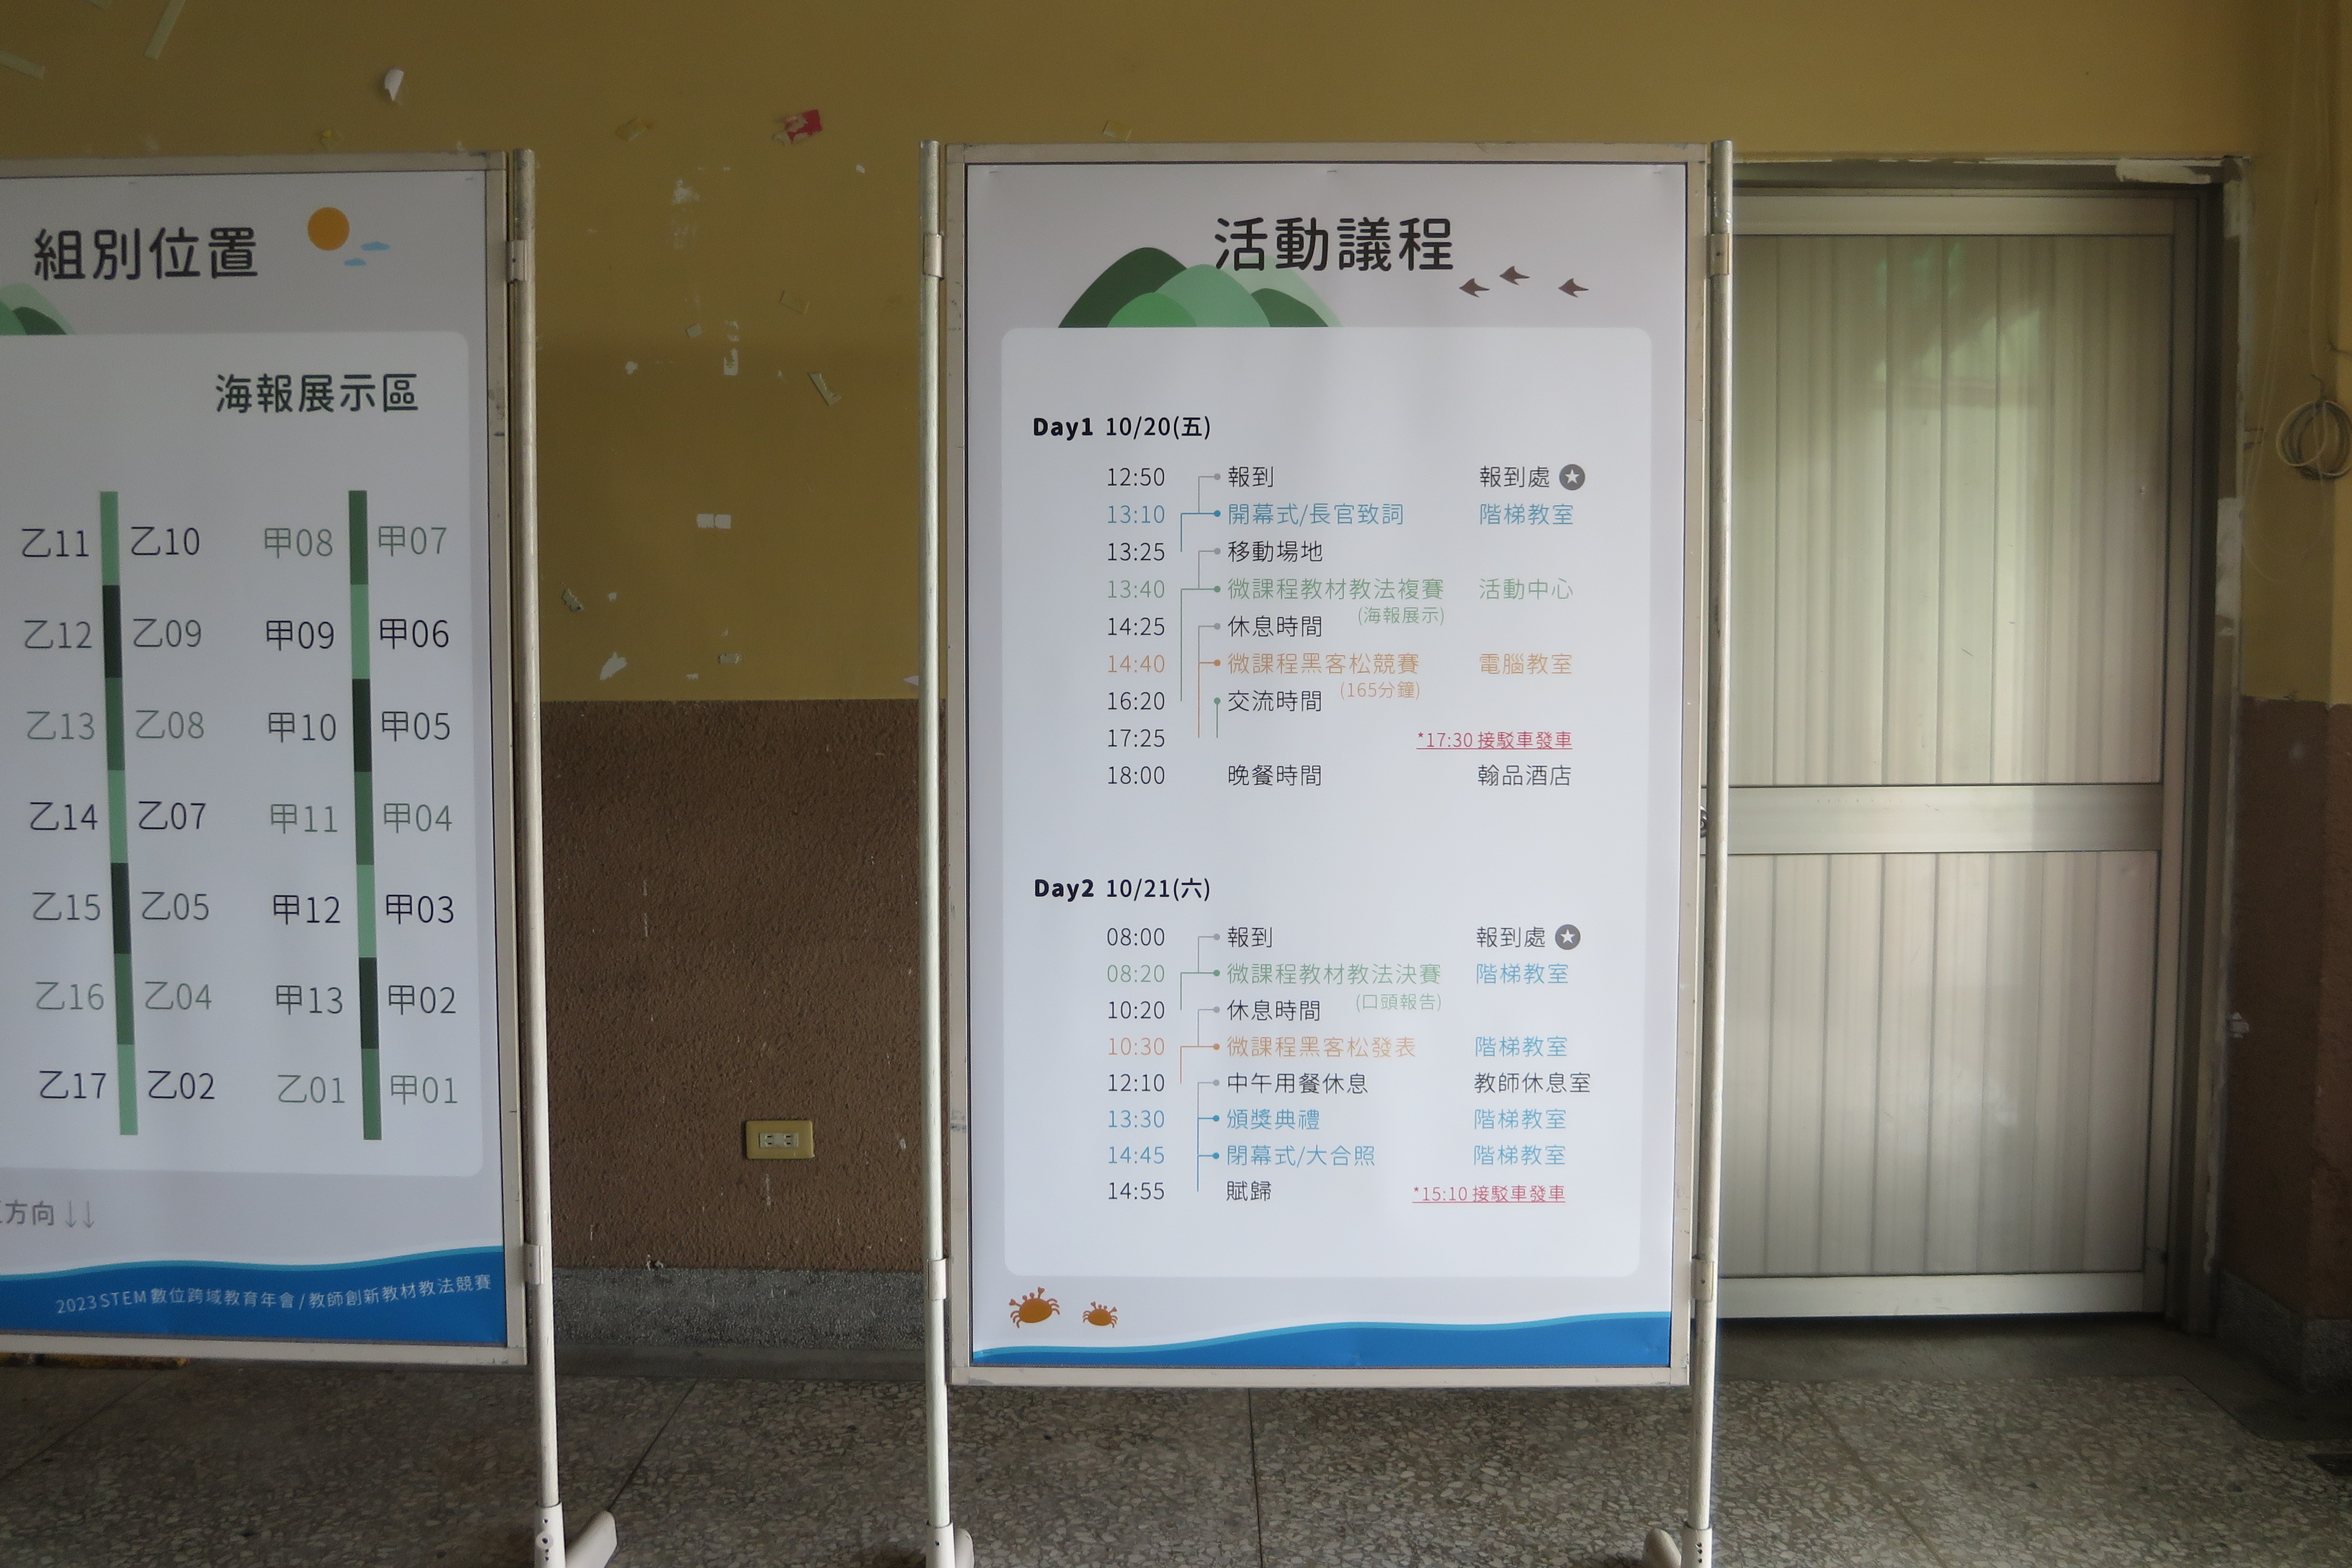 組別位置
海報展示區
乙11 乙10 甲08 甲07
乙12 乙09 甲09 甲06
乙13 乙08 甲10 甲05
乙14 乙07 甲11 甲04
乙15 乙05 甲12 甲03
乙16 乙04 甲13 甲02
乙17 乙02 乙01 甲01
方向↓↓
2023 STEM 數位跨域教育年會/教師創新教材教法競賽
活動議程
Day1 10/20(五)
12:50 報到 報到處 ★
13:10 開幕式/長官致詞 階梯教室
13:25 移動場地
13:40 微課程教材教法複賽 活動中心
(海報展示)
14:25 休息時間
14:40 微課程黑客松競賽 電腦教室
(165分鐘)
16:20 交流時間
17:25 *17:30 接駁車發車
18:00 晚餐時間 翰品酒店
Day2 10/21(六)
08:00 報到 報到處 ★
08:20 微課程教材教法決賽 階梯教室
(口頭報告)
10:20 休息時間
10:30 微課程黑客松發表 階梯教室
12:10 中午用餐休息 教師休息室
13:30 頒獎典禮 階梯教室
14:45 閉幕式/大合照 階梯教室
14:55 賦歸 *15:10 接駁車發車